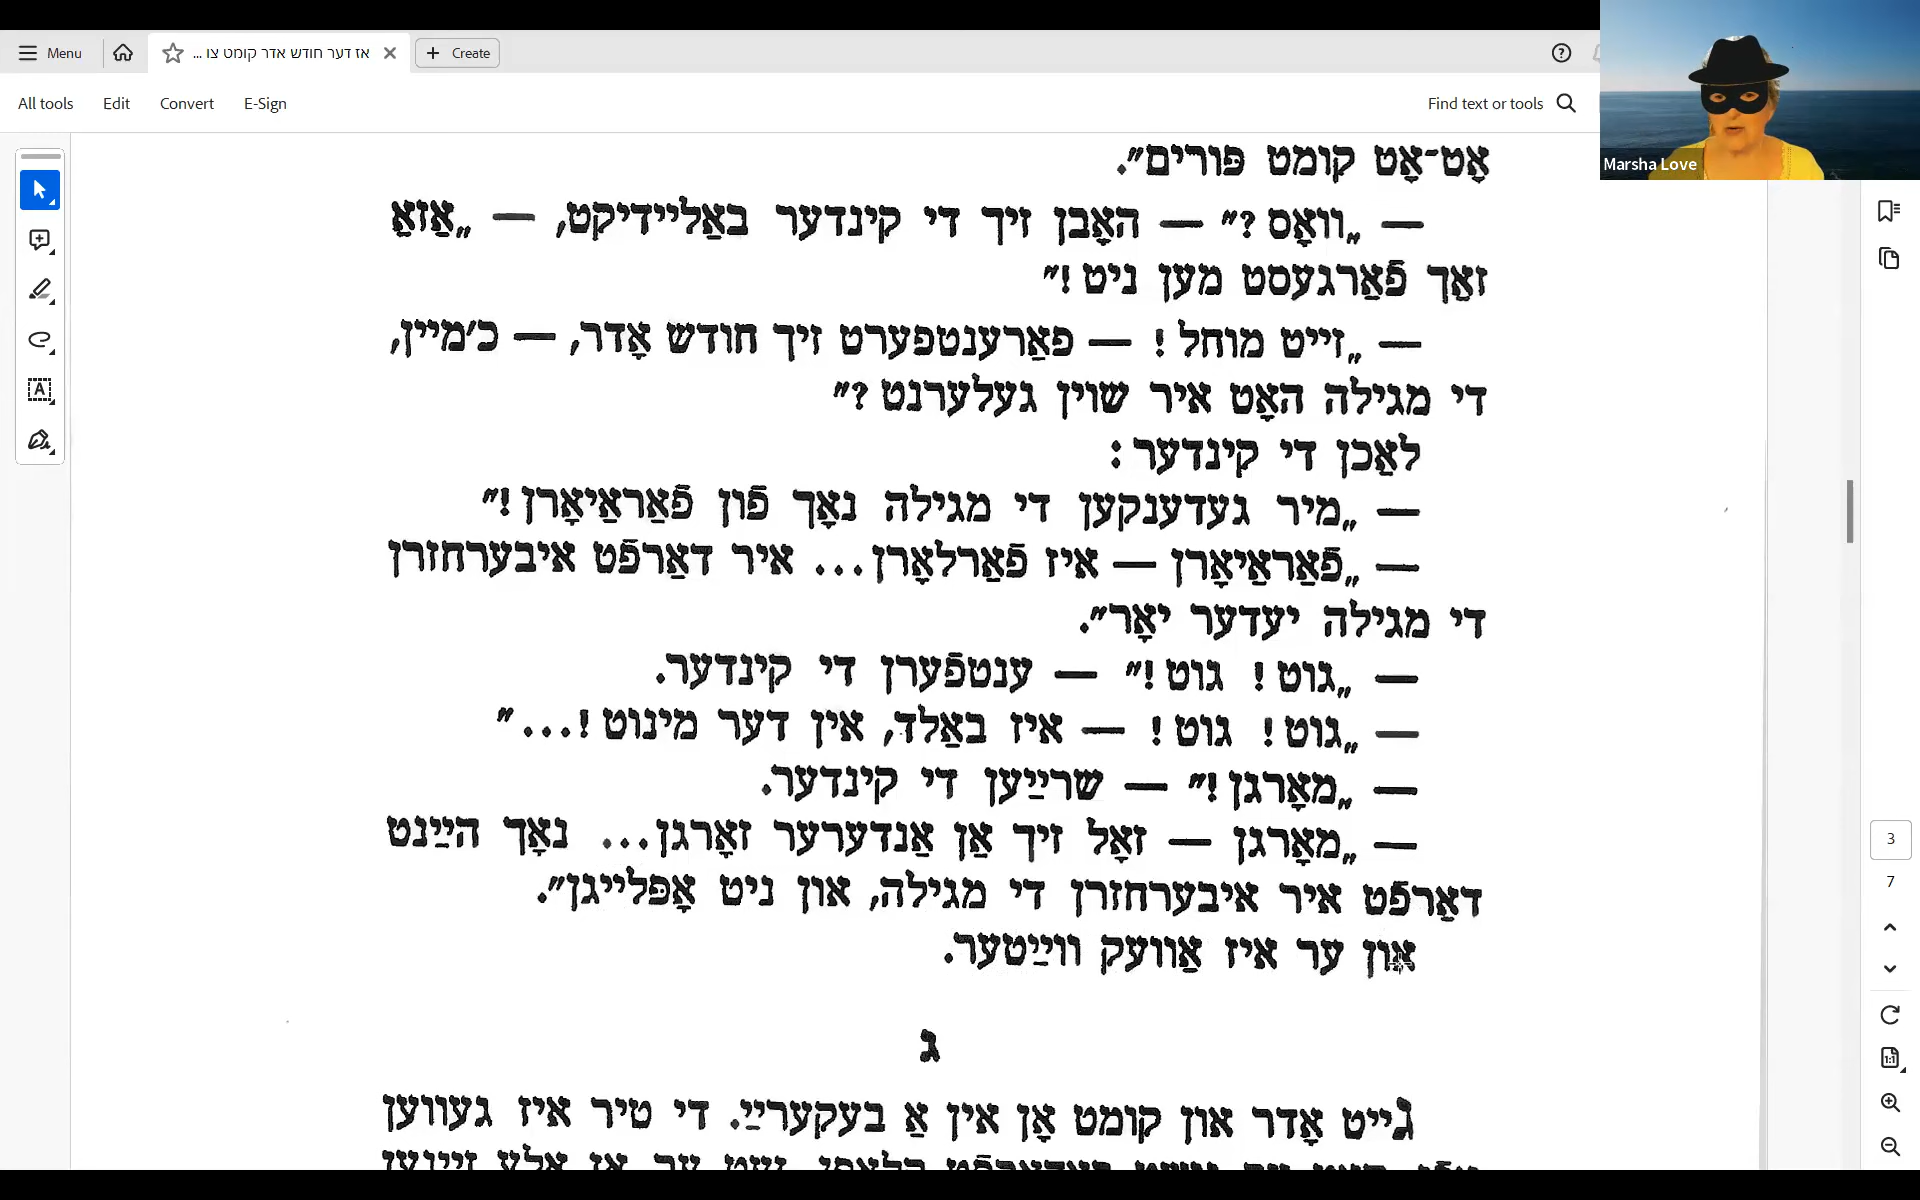 Menu
אז דער חודש אדר קומט צו ...
Create
All tools
Edit
Convert
E-Sign
Find text or tools
Marsha Love
אָט־אָט קומט פּורים״.
— „וואָס ?״ — האָבן זיך די קינדער באַליידיקט, — „אַזאַ
זאַך פֿאַרגעסט מען ניט !״
— „זייט מוחל ! — פאַרענטפערט זיך חודש אָדר, — כ׳מיין,
די מגילה האָט איר שוין געלערנט ?״
לאַכן די קינדער :
— „מיר געדענקען די מגילה נאָך פֿון פֿאַראַיאָרן !״
— „פֿאַראַיאָרן — איז פֿאַרלאָרן... איר דאַרפֿט איבערחזרן
די מגילה יעדער יאָר״.
— „גוט ! גוט !״ — ענטפֿערן די קינדער.
— „גוט ! גוט ! — איז באַלד, אין דער מינוט !...״
— „מאָרגן !״ — שרייַען די קינדער.
— „מאָרגן — זאָל זיך אַן אַנדערער זאָרגן... נאָך הייַנט
דאַרפֿט איר איבערחזרן די מגילה, און ניט אָפּלייגן״.
און ער איז אַוועק ווייַטער.
ג
גייט אָדר און קומט אָן אין אַ בעקערייַ. די טיר איז געווען
3
7